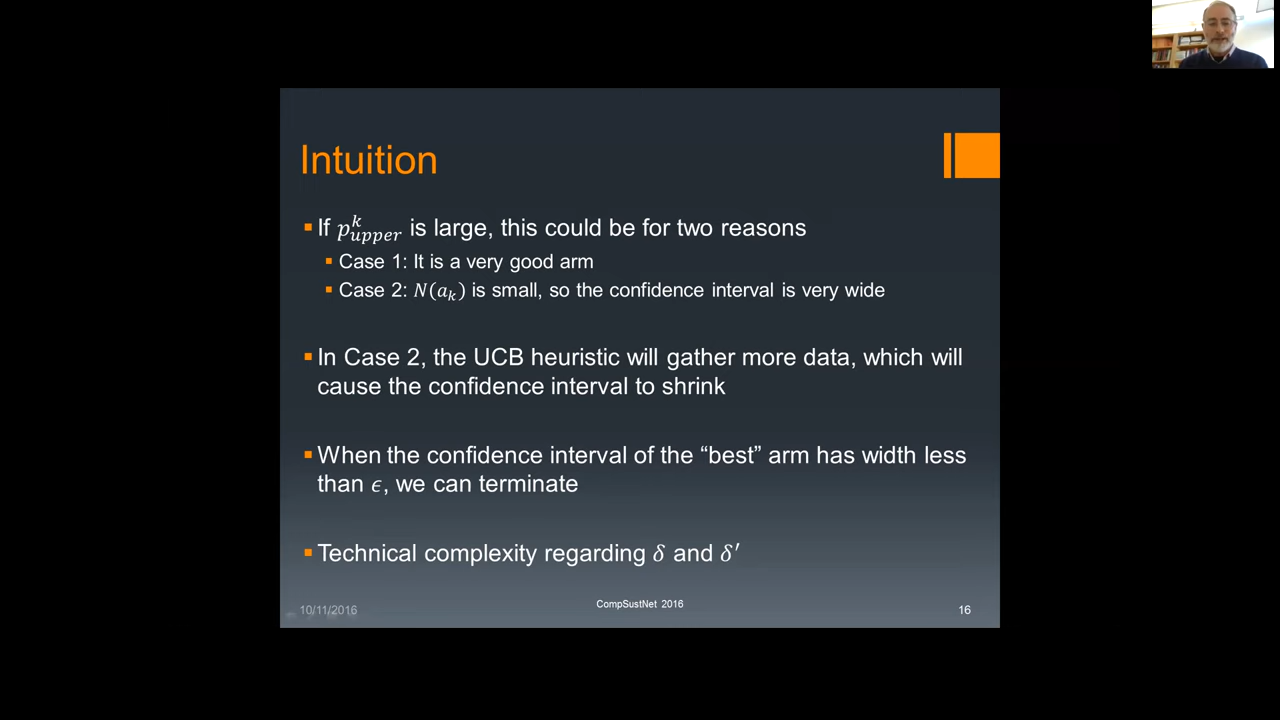 Intuition
▪ If $p^k_{upper}$ is large, this could be for two reasons
▪ Case 1: It is a very good arm
▪ Case 2: $N(a_k)$ is small, so the confidence interval is very wide
▪ In Case 2, the UCB heuristic will gather more data, which will
cause the confidence interval to shrink
▪ When the confidence interval of the “best” arm has width less
than ϵ, we can terminate
▪ Technical complexity regarding δ and δ′
10/11/2016
CompSustNet 2016
16